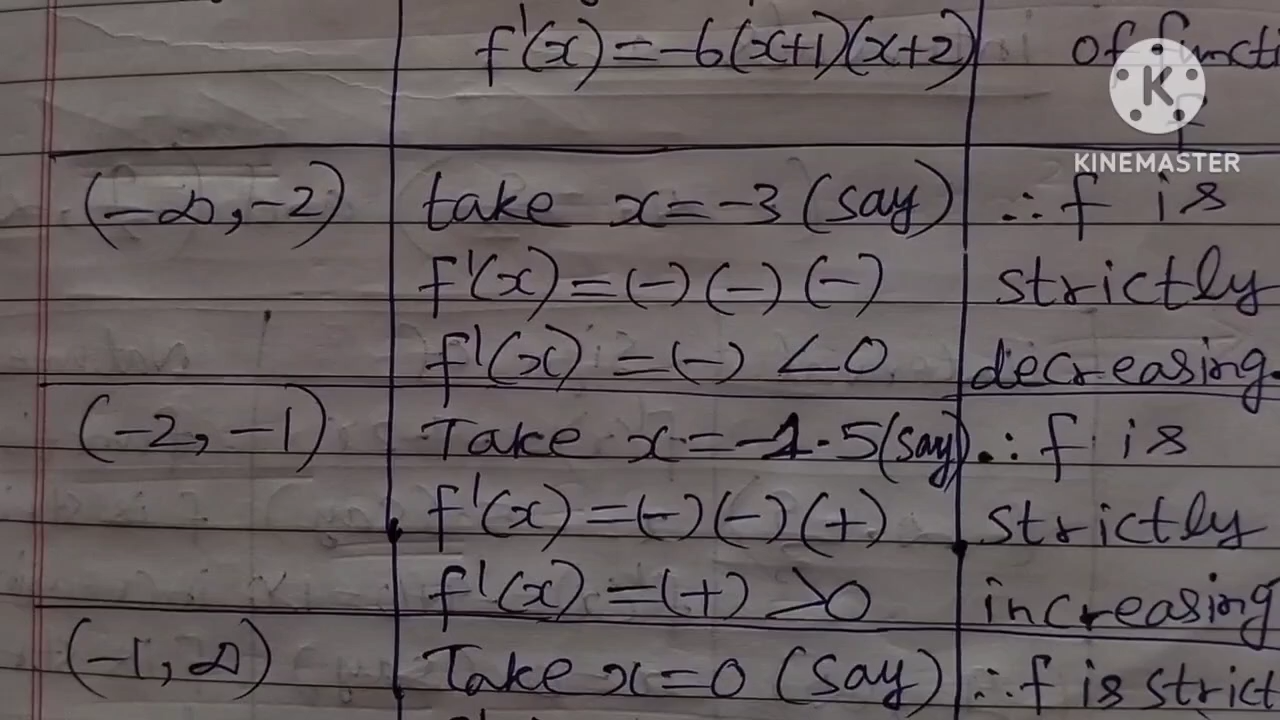 f'(x)=-6(x+1)(x+2) of functi
f
K
KINEMASTER
(-∞,-2) take x=-3 (say) ∴ f is
f'(x)=(-)(-)(-) strictly
f'(x)=(-) <0 decreasing.
(-2,-1) Take x=-1.5(say) ∴ f is
f'(x)=(-)(-)(+) strictly
f'(x)=(+) >0 increasing
(-1,∞) Take x=0 (say) ∴ f is strict